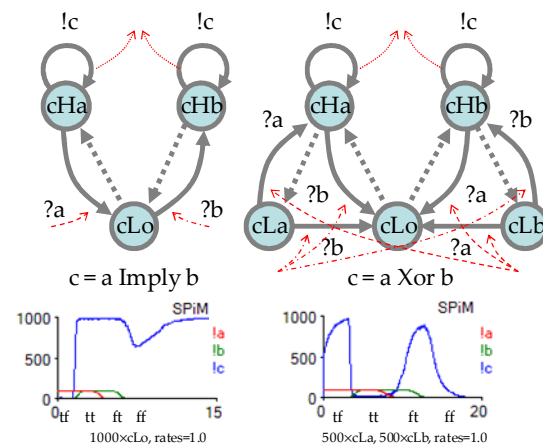 !c !c !c !c
cHa cHb cHa cHb
?a ?b
?b ?a
?a ?b
cLo cLa cLo cLb
?b ?a
c = a Imply b c = a Xor b
SPiM SPiM
1000 !a 1000 !a
500 !b 500 !b
!c !c
0 0
0 tf tt ft ff 15 0 tf tt ft ff 20
1000×cLo, rates=1.0 500×cLa, 500×cLb, rates=1.0